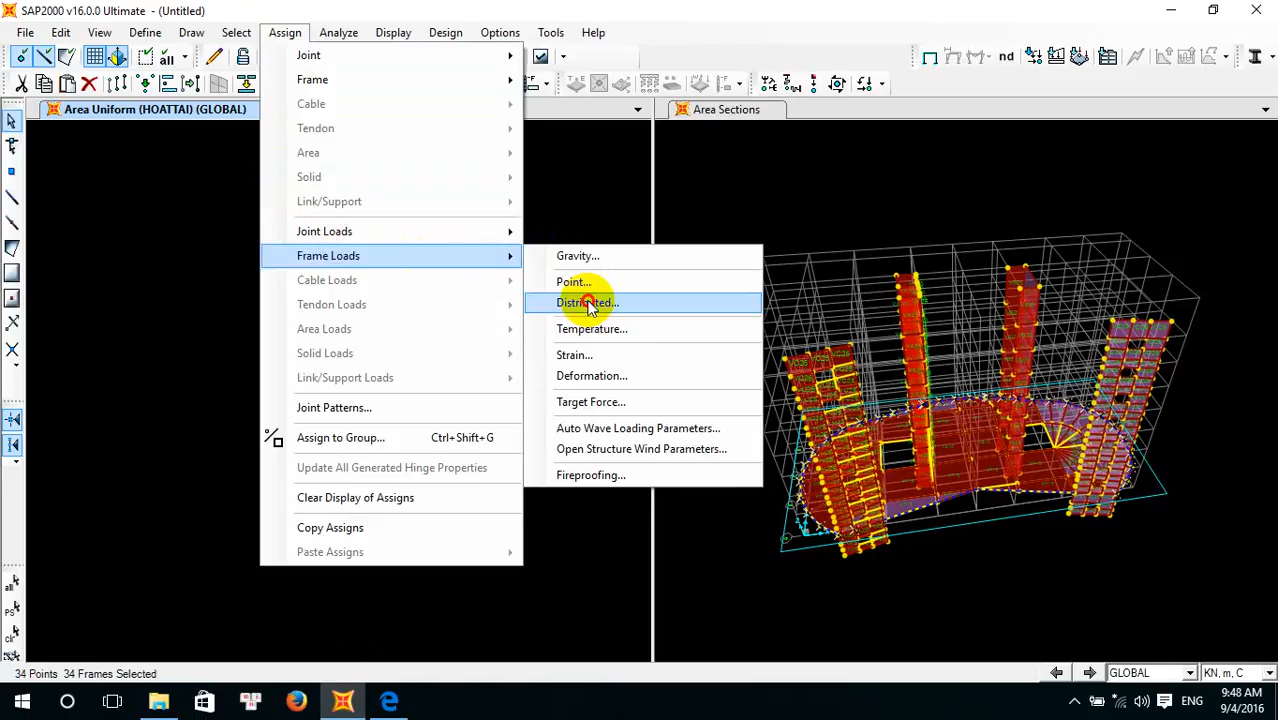 SAP2000 v16.0.0 Ultimate - (Untitled)
File Edit View Define Draw Select Assign Analyze Display Design Options Tools Help
all
nd
Area Uniform (HOATTAI) (GLOBAL)
Area Sections
Joint
Frame
Cable
Tendon
Area
Solid
Link/Support
Joint Loads
Frame Loads
Cable Loads
Tendon Loads
Area Loads
Solid Loads
Link/Support Loads
Joint Patterns...
Assign to Group... Ctrl+Shift+G
Update All Generated Hinge Properties
Clear Display of Assigns
Copy Assigns
Paste Assigns
Gravity...
Point...
Distributed...
Temperature...
Strain...
Deformation...
Target Force...
Auto Wave Loading Parameters...
Open Structure Wind Parameters...
Fireproofing...
all
PS
clr
34 Points 34 Frames Selected
GLOBAL
KN, m, C
ENG
9:48 AM
9/4/2016